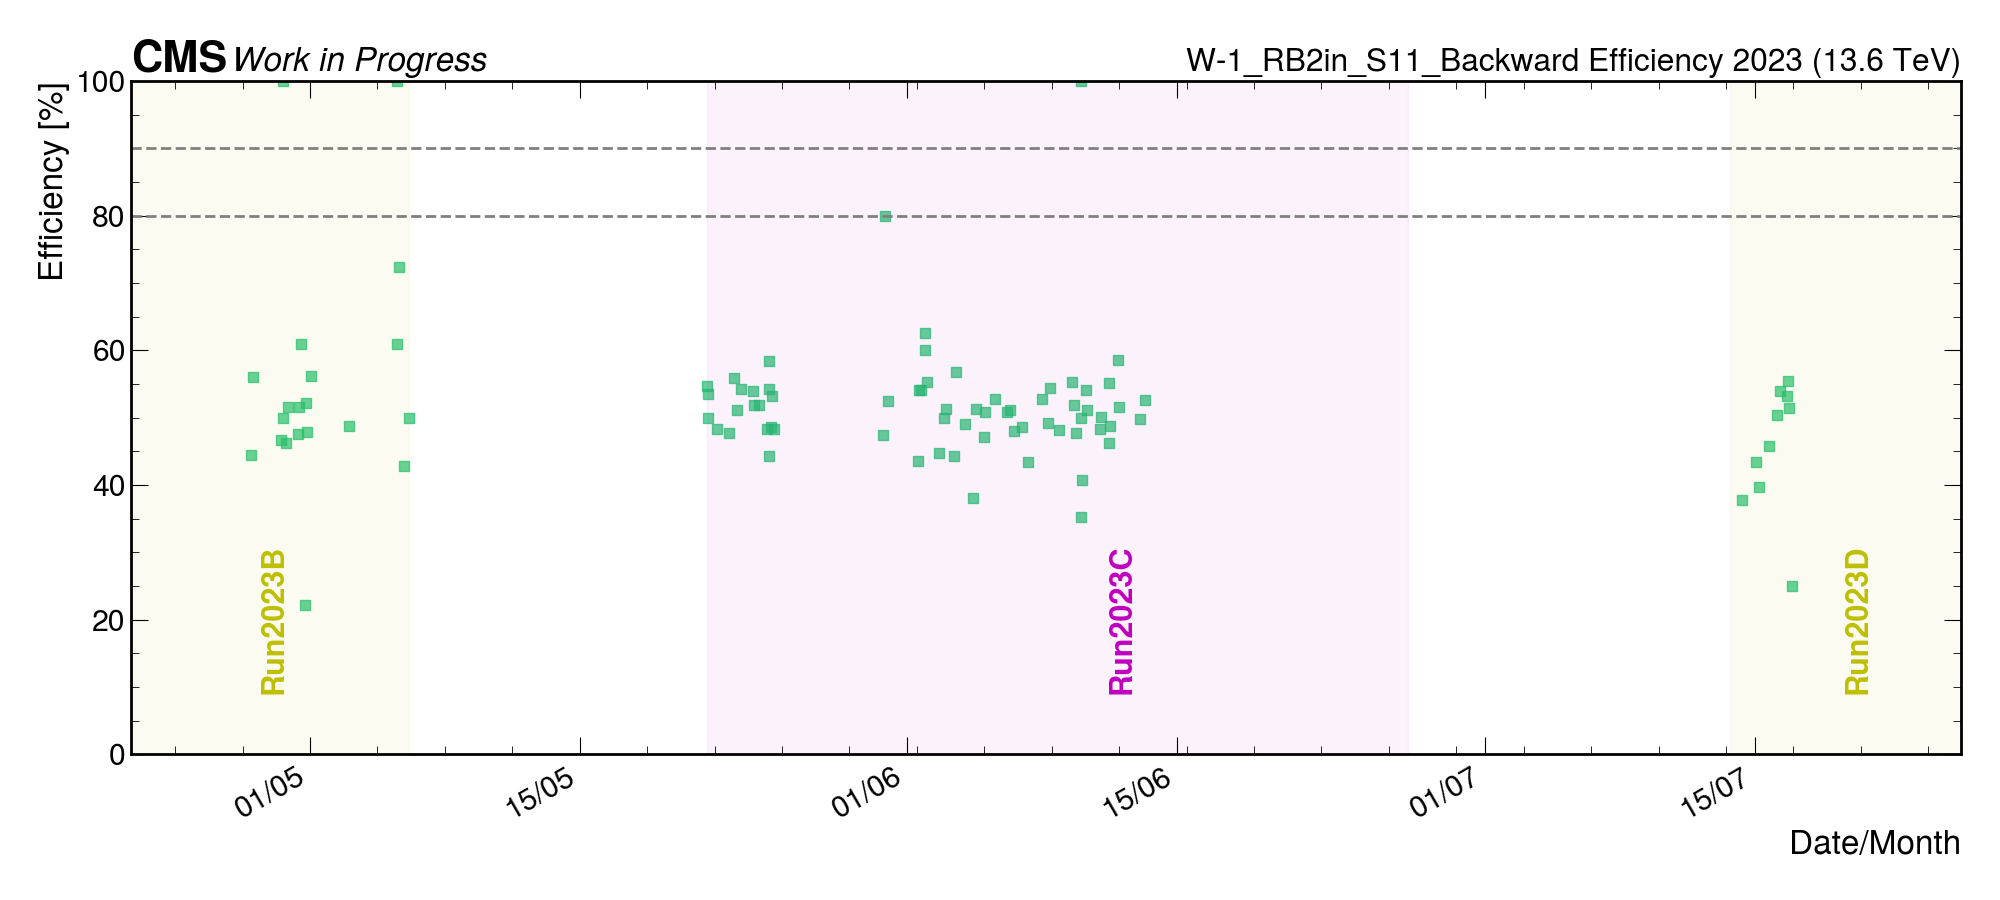 CMS Work in Progress
W-1_RB2in_S11_Backward Efficiency 2023 (13.6 TeV)
Efficiency [%]
100
80
60
40
20
0
Run2023B
Run2023C
Run2023D
01/05
15/05
01/06
15/06
01/07
15/07
Date/Month